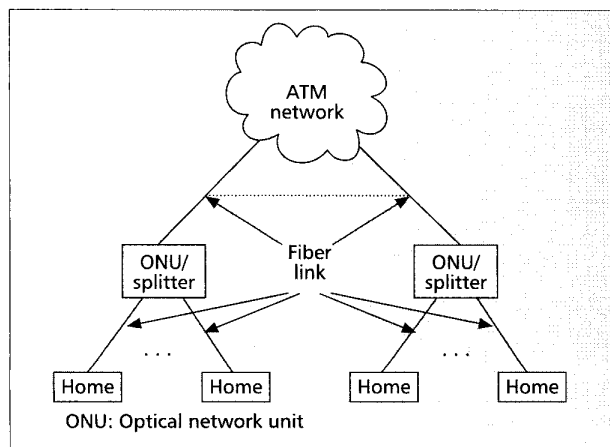 ATM
network
ONU/
splitter
Fiber
link
ONU/
splitter
. . .
. . .
Home
Home
Home
Home
ONU: Optical network unit